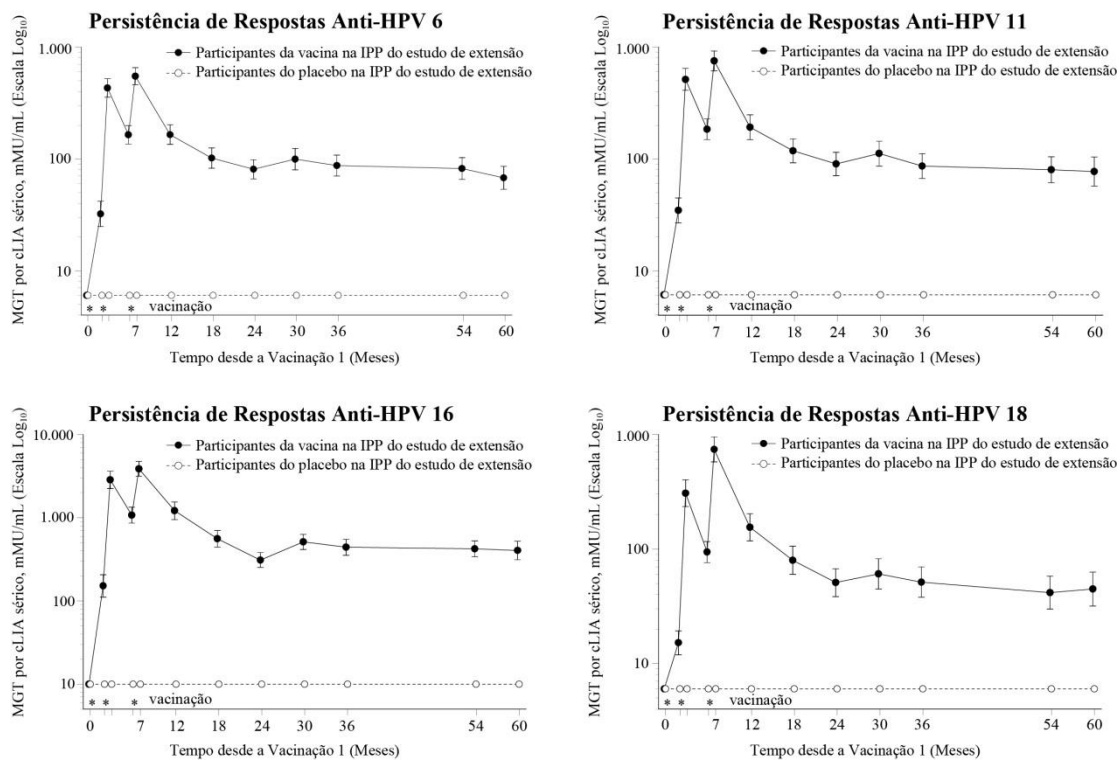 Persistência de Respostas Anti-HPV 6
MGT por cLIA sérico, mMU/mL (Escala Log₁₀)
1.000
100
10
Participantes da vacina na IPP do estudo de extensão
Participantes do placebo na IPP do estudo de extensão
* * * vacinação
0 7 12 18 24 30 36 54 60
Tempo desde a Vacinação 1 (Meses)
Persistência de Respostas Anti-HPV 11
MGT por cLIA sérico, mMU/mL (Escala Log₁₀)
1.000
100
10
Participantes da vacina na IPP do estudo de extensão
Participantes do placebo na IPP do estudo de extensão
* * * vacinação
0 7 12 18 24 30 36 54 60
Tempo desde a Vacinação 1 (Meses)
Persistência de Respostas Anti-HPV 16
MGT por cLIA sérico, mMU/mL (Escala Log₁₀)
10.000
1.000
100
10
Participantes da vacina na IPP do estudo de extensão
Participantes do placebo na IPP do estudo de extensão
* * * vacinação
0 7 12 18 24 30 36 54 60
Tempo desde a Vacinação 1 (Meses)
Persistência de Respostas Anti-HPV 18
MGT por cLIA sérico, mMU/mL (Escala Log₁₀)
1.000
100
10
Participantes da vacina na IPP do estudo de extensão
Participantes do placebo na IPP do estudo de extensão
* * * vacinação
0 7 12 18 24 30 36 54 60
Tempo desde a Vacinação 1 (Meses)